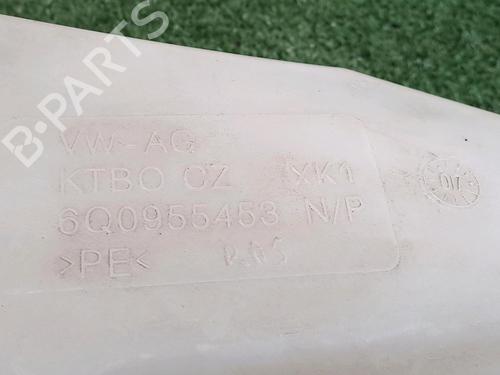 B-PARTS
VW-AG
KTBO CZ XK1
6Q0955453 N/P
>PE<